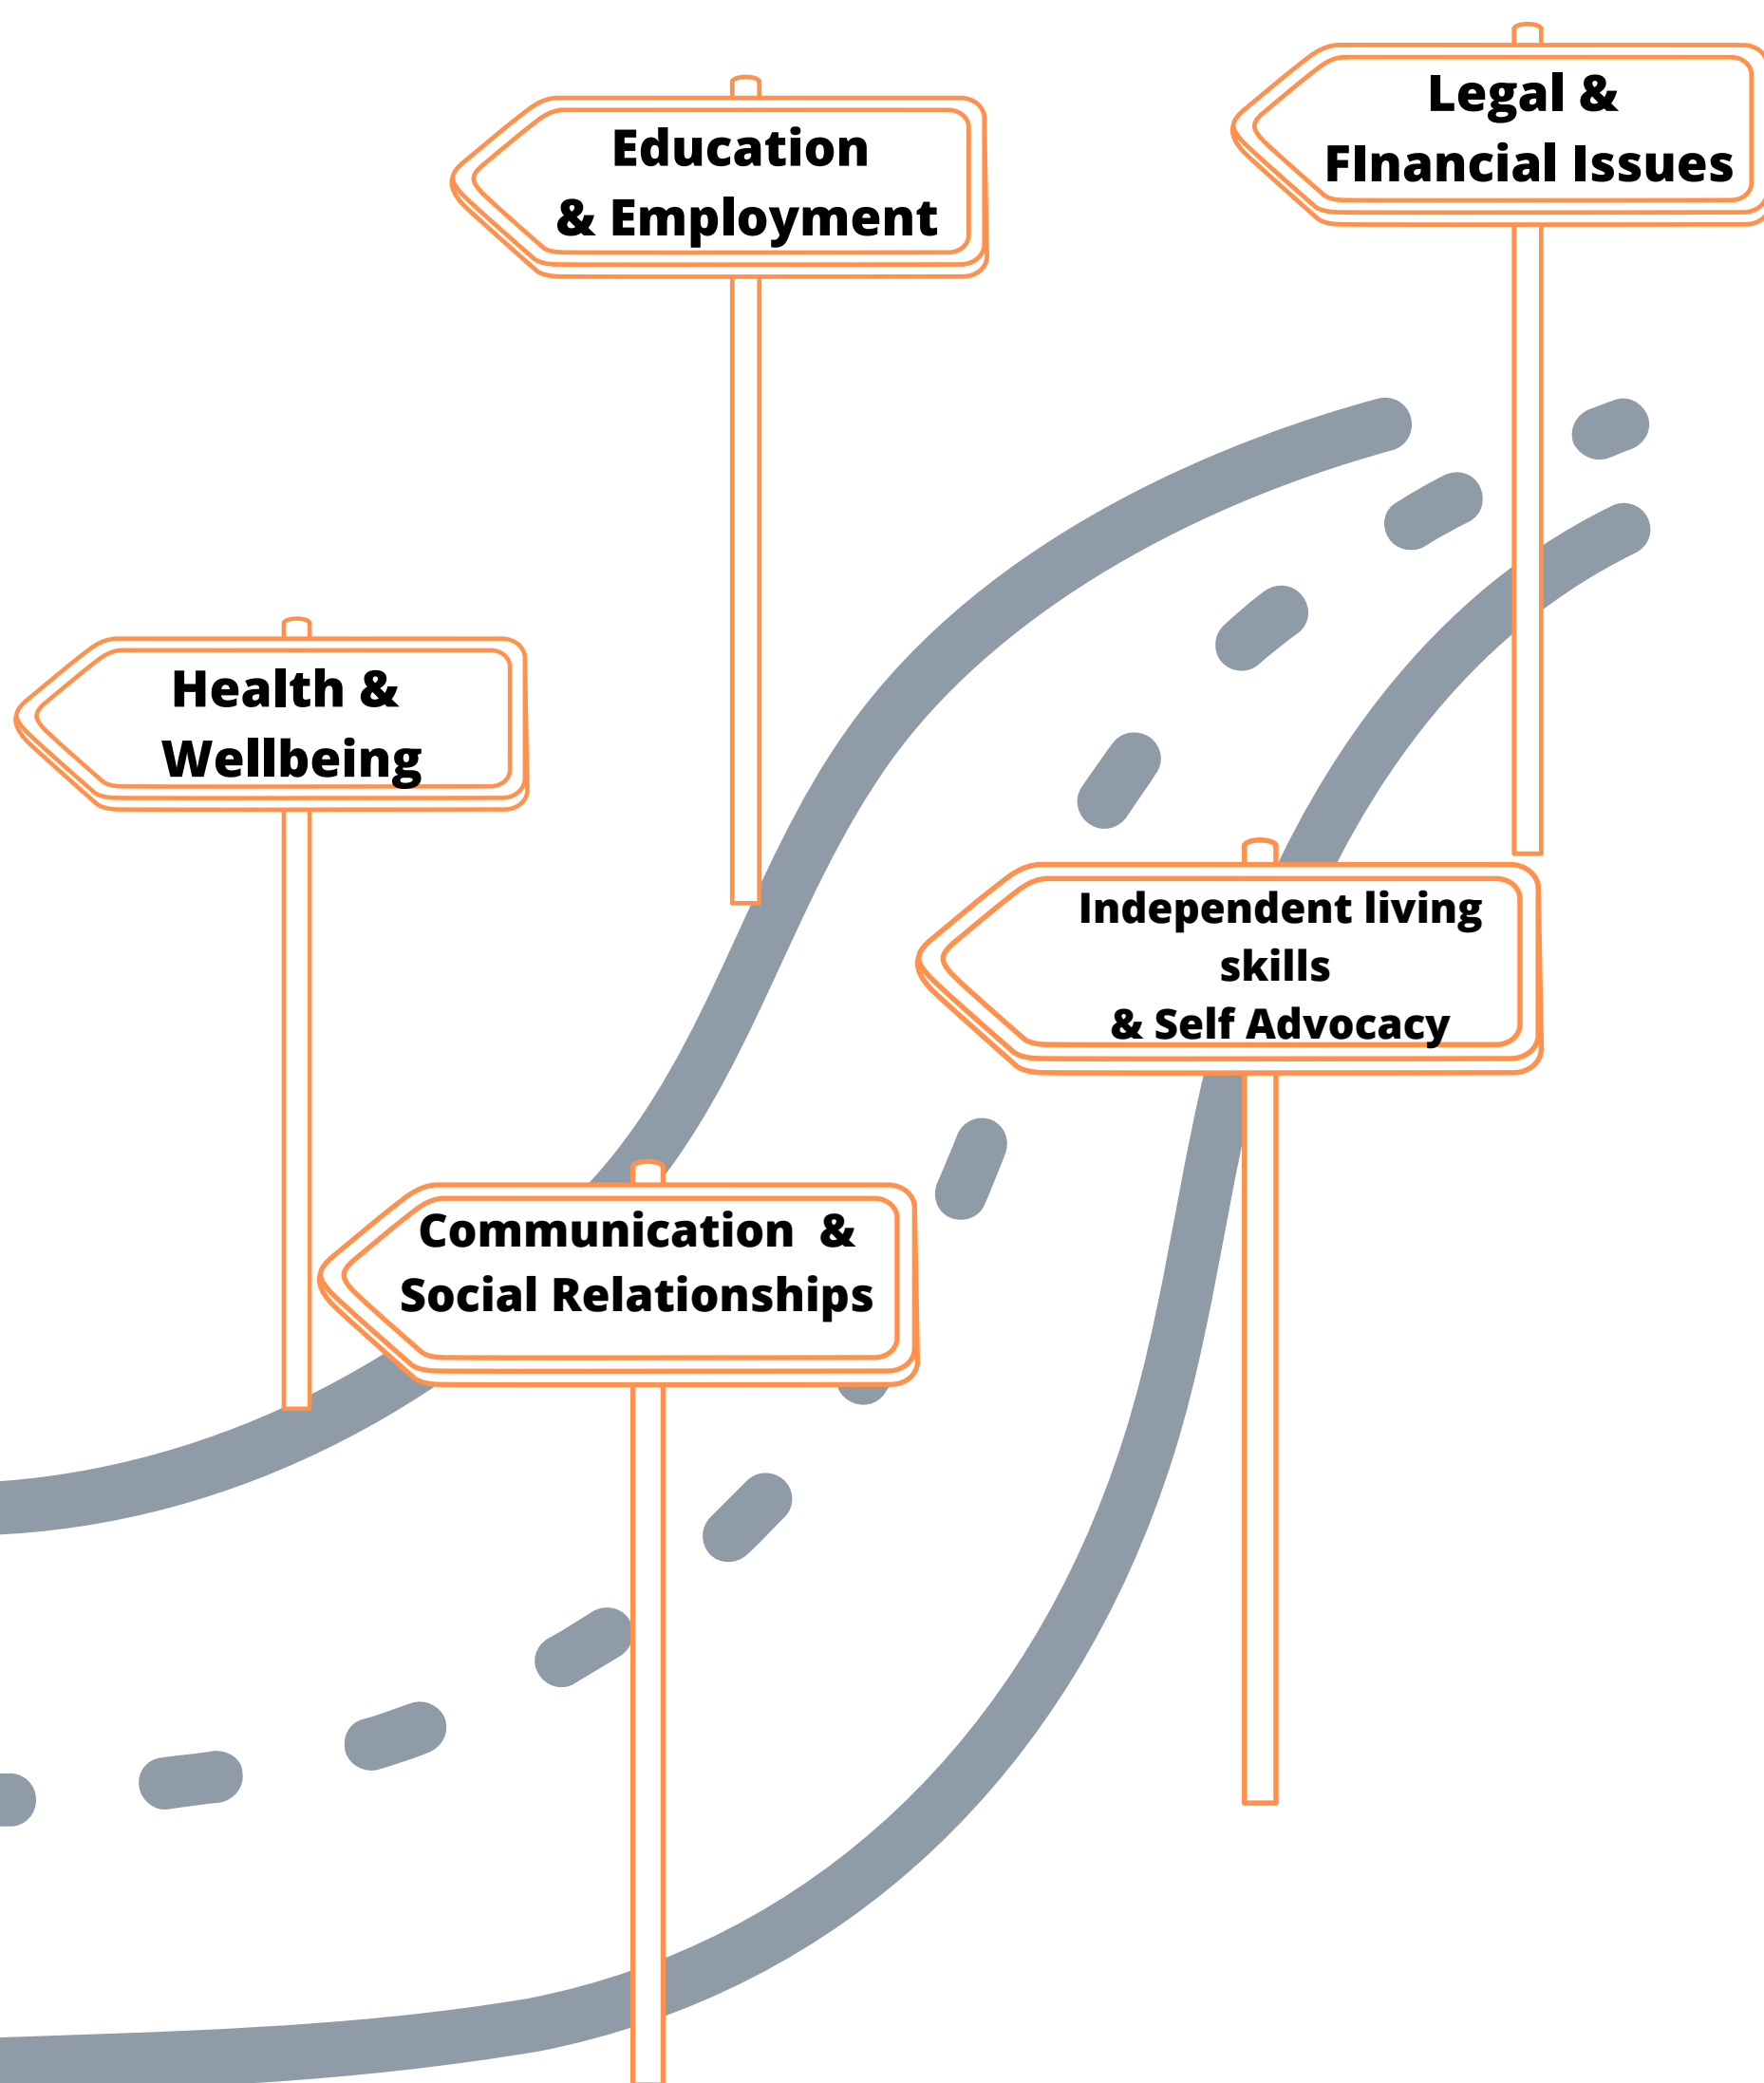 Legal &
FInancial Issues
Education
& Employment
Health &
Wellbeing
Independent living
skills
& Self Advocacy
Communication  &
Social Relationships